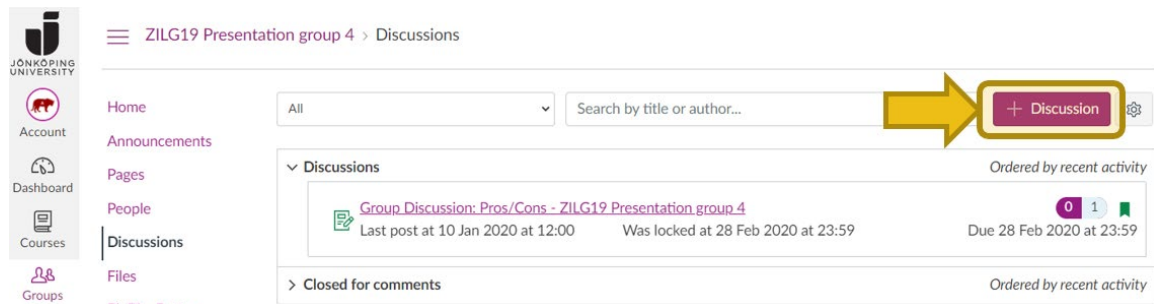 JÖNKÖPING
UNIVERSITY
Account
Dashboard
Courses
Groups
ZILG19 Presentation group 4 > Discussions
Home
Announcements
Pages
People
Discussions
Files
All
Search by title or author...
+ Discussion
Discussions
Ordered by recent activity
Group Discussion: Pros/Cons - ZILG19 Presentation group 4
0 1
Last post at 10 Jan 2020 at 12:00 Was locked at 28 Feb 2020 at 23:59 Due 28 Feb 2020 at 23:59
Closed for comments
Ordered by recent activity